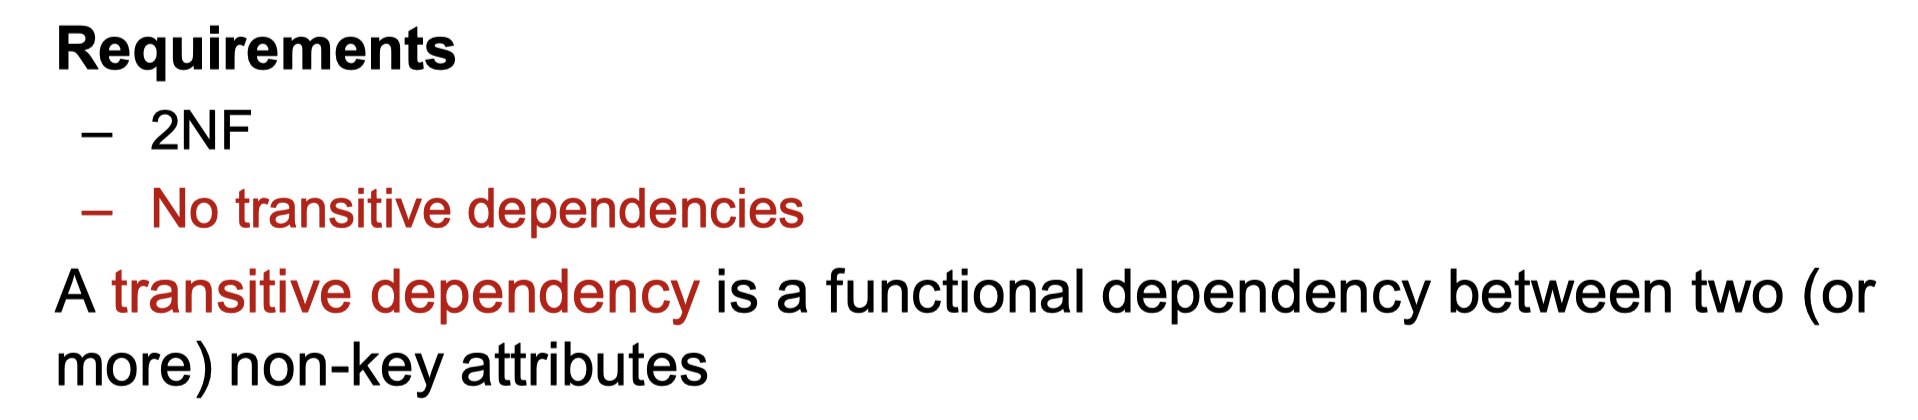 Requirements
– 2NF
– No transitive dependencies
A transitive dependency is a functional dependency between two (or
more) non-key attributes